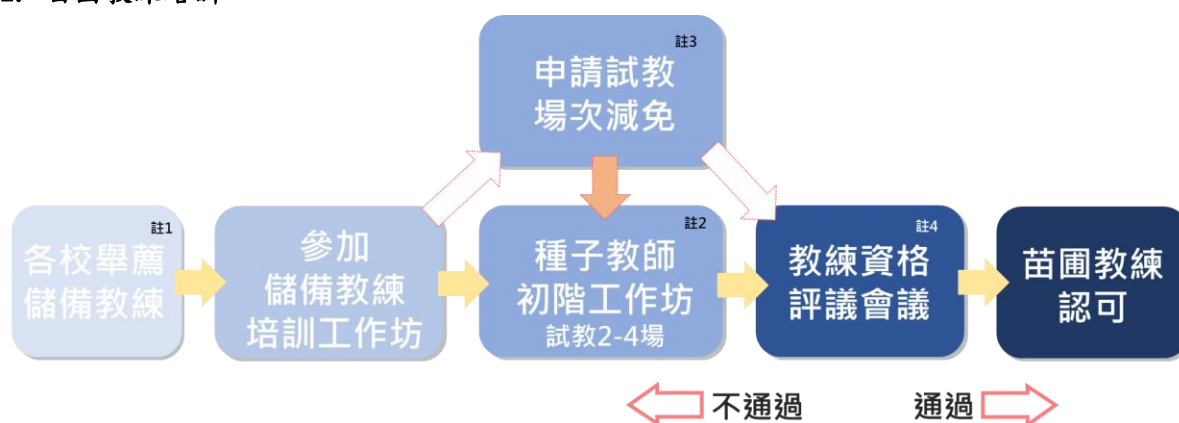 註3
申請試教
場次減免
註1
各校舉薦
儲備教練
參加
儲備教練
培訓工作坊
註2
種子教師
初階工作坊
試教2-4場
註4
教練資格
評議會議
苗圃教練
認可
不通過
通過